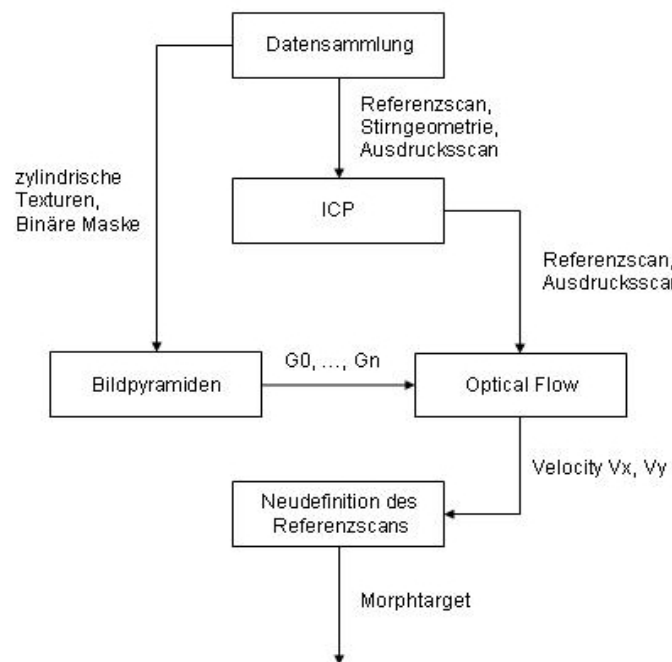 Datensammlung
Referenzscan,
Stirngeometrie,
Ausdrucksscan
zylindrische
Texturen,
Binäre Maske
ICP
Referenzscan,
Ausdrucksscan
G0, ..., Gn
Bildpyramiden
Optical Flow
Velocity Vx, Vy
Neudefinition des
Referenzscans
Morphtarget